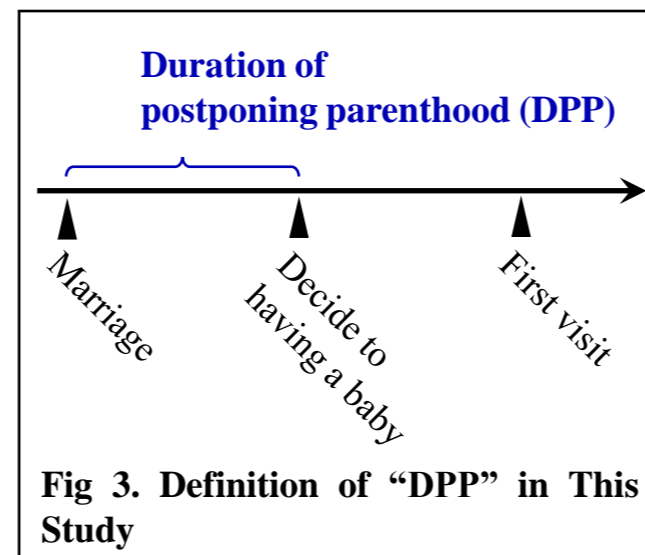 Duration of
postponing parenthood (DPP)
Marriage
Decide to
having a baby
First visit
Fig 3. Definition of “DPP” in This
Study